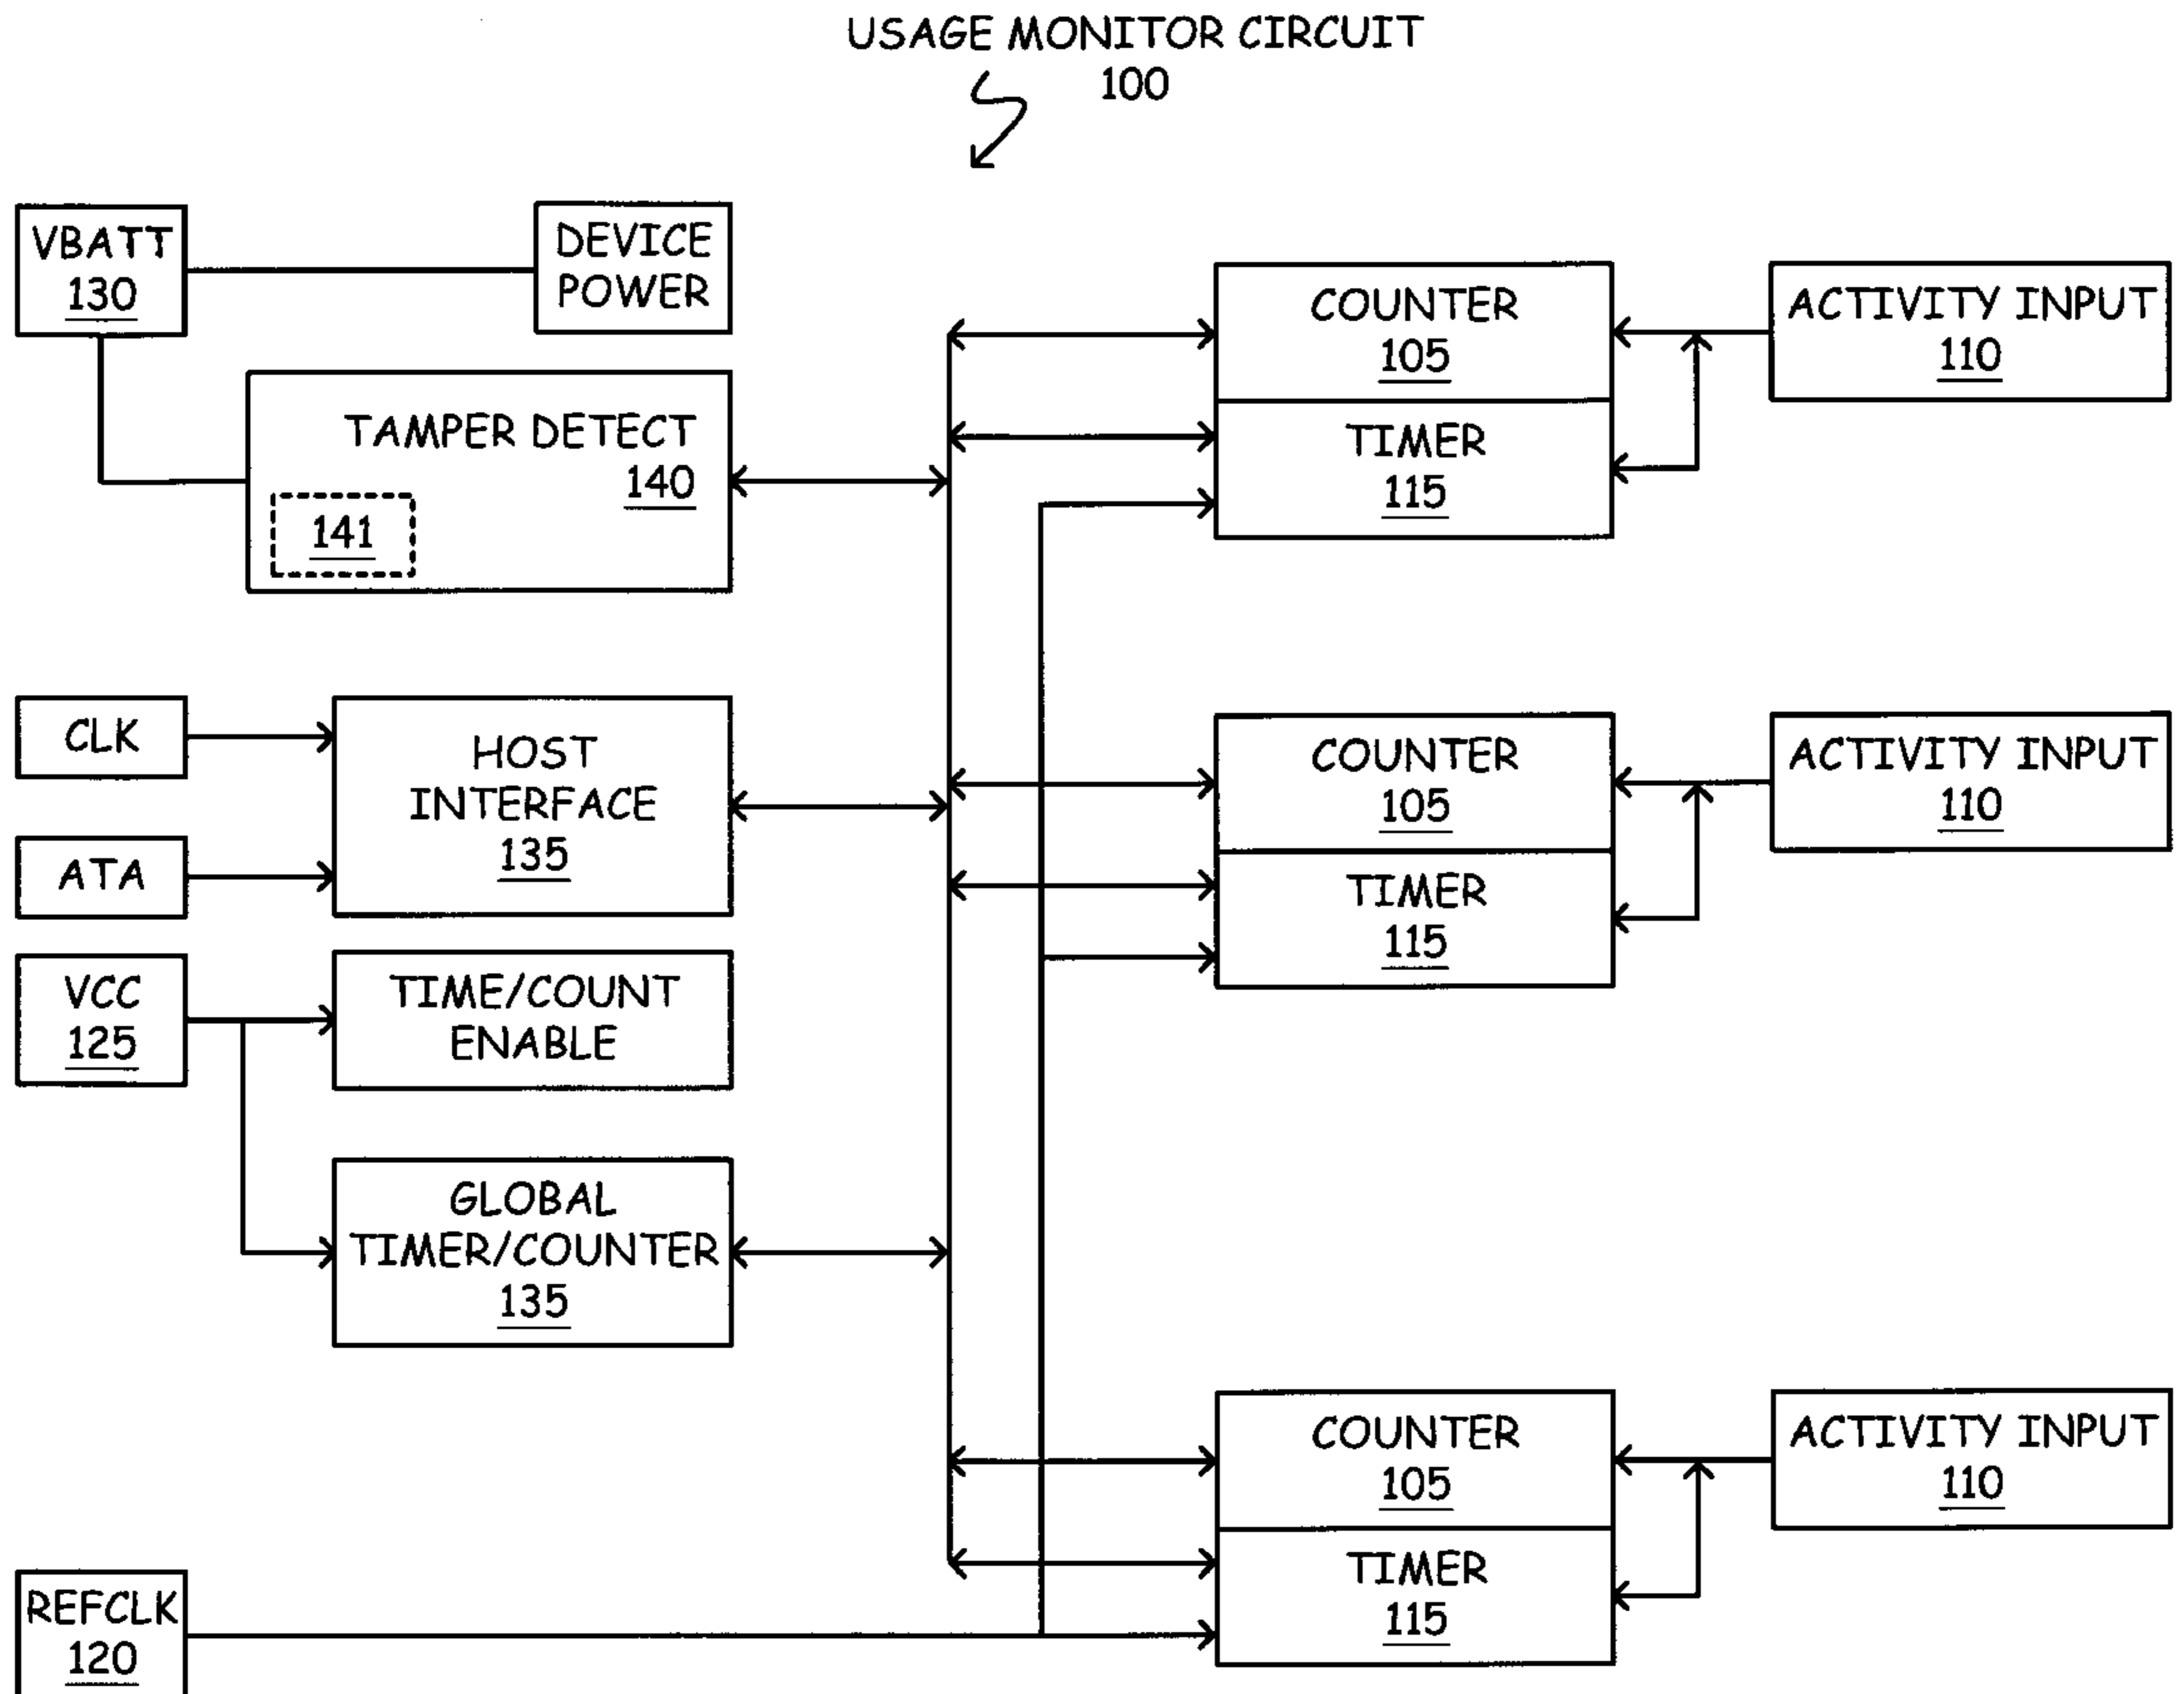 USAGE MONITOR CIRCUIT
100
VBATT
130
DEVICE
POWER
TAMPER DETECT
140
141
COUNTER
105
TIMER
115
ACTIVITY INPUT
110
CLK
ATA
HOST
INTERFACE
135
COUNTER
105
TIMER
115
ACTIVITY INPUT
110
VCC
125
TIME/COUNT
ENABLE
GLOBAL
TIMER/COUNTER
135
COUNTER
105
TIMER
115
ACTIVITY INPUT
110
REFCLK
120